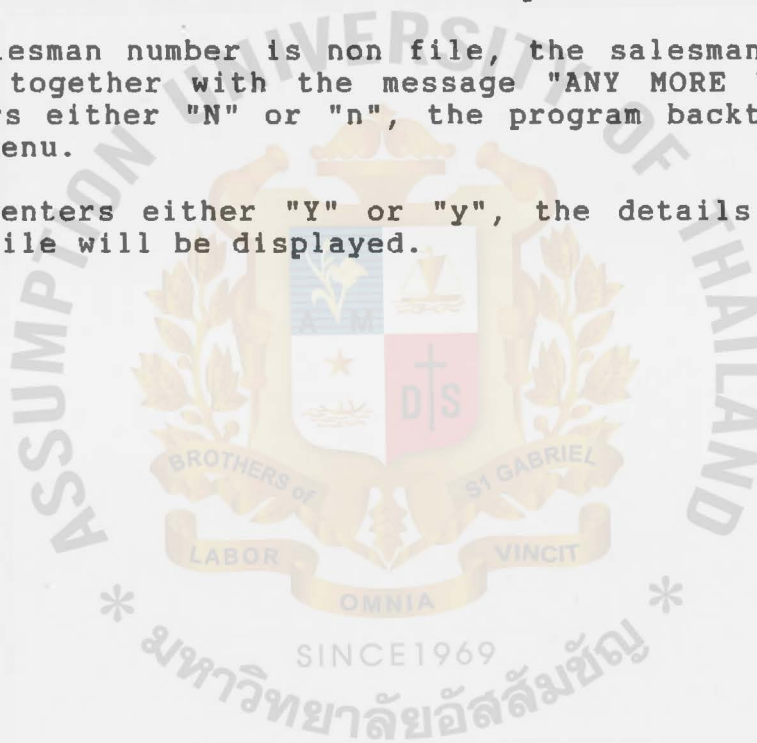 lesman number is non file, the salesman
together with the message "ANY MORE
s either "N" or "n", the program backt
enu.
enters either "Y" or "y", the details
ile will be displayed.
ASSUMPTION UNIVERSITY OF THAILAND
A M
D S
BROTHERS of
St GABRIEL
LABOR
VINCIT
OMNIA
SINCE1969
* มหาวิทยาลัยอัสสัมชัญ *